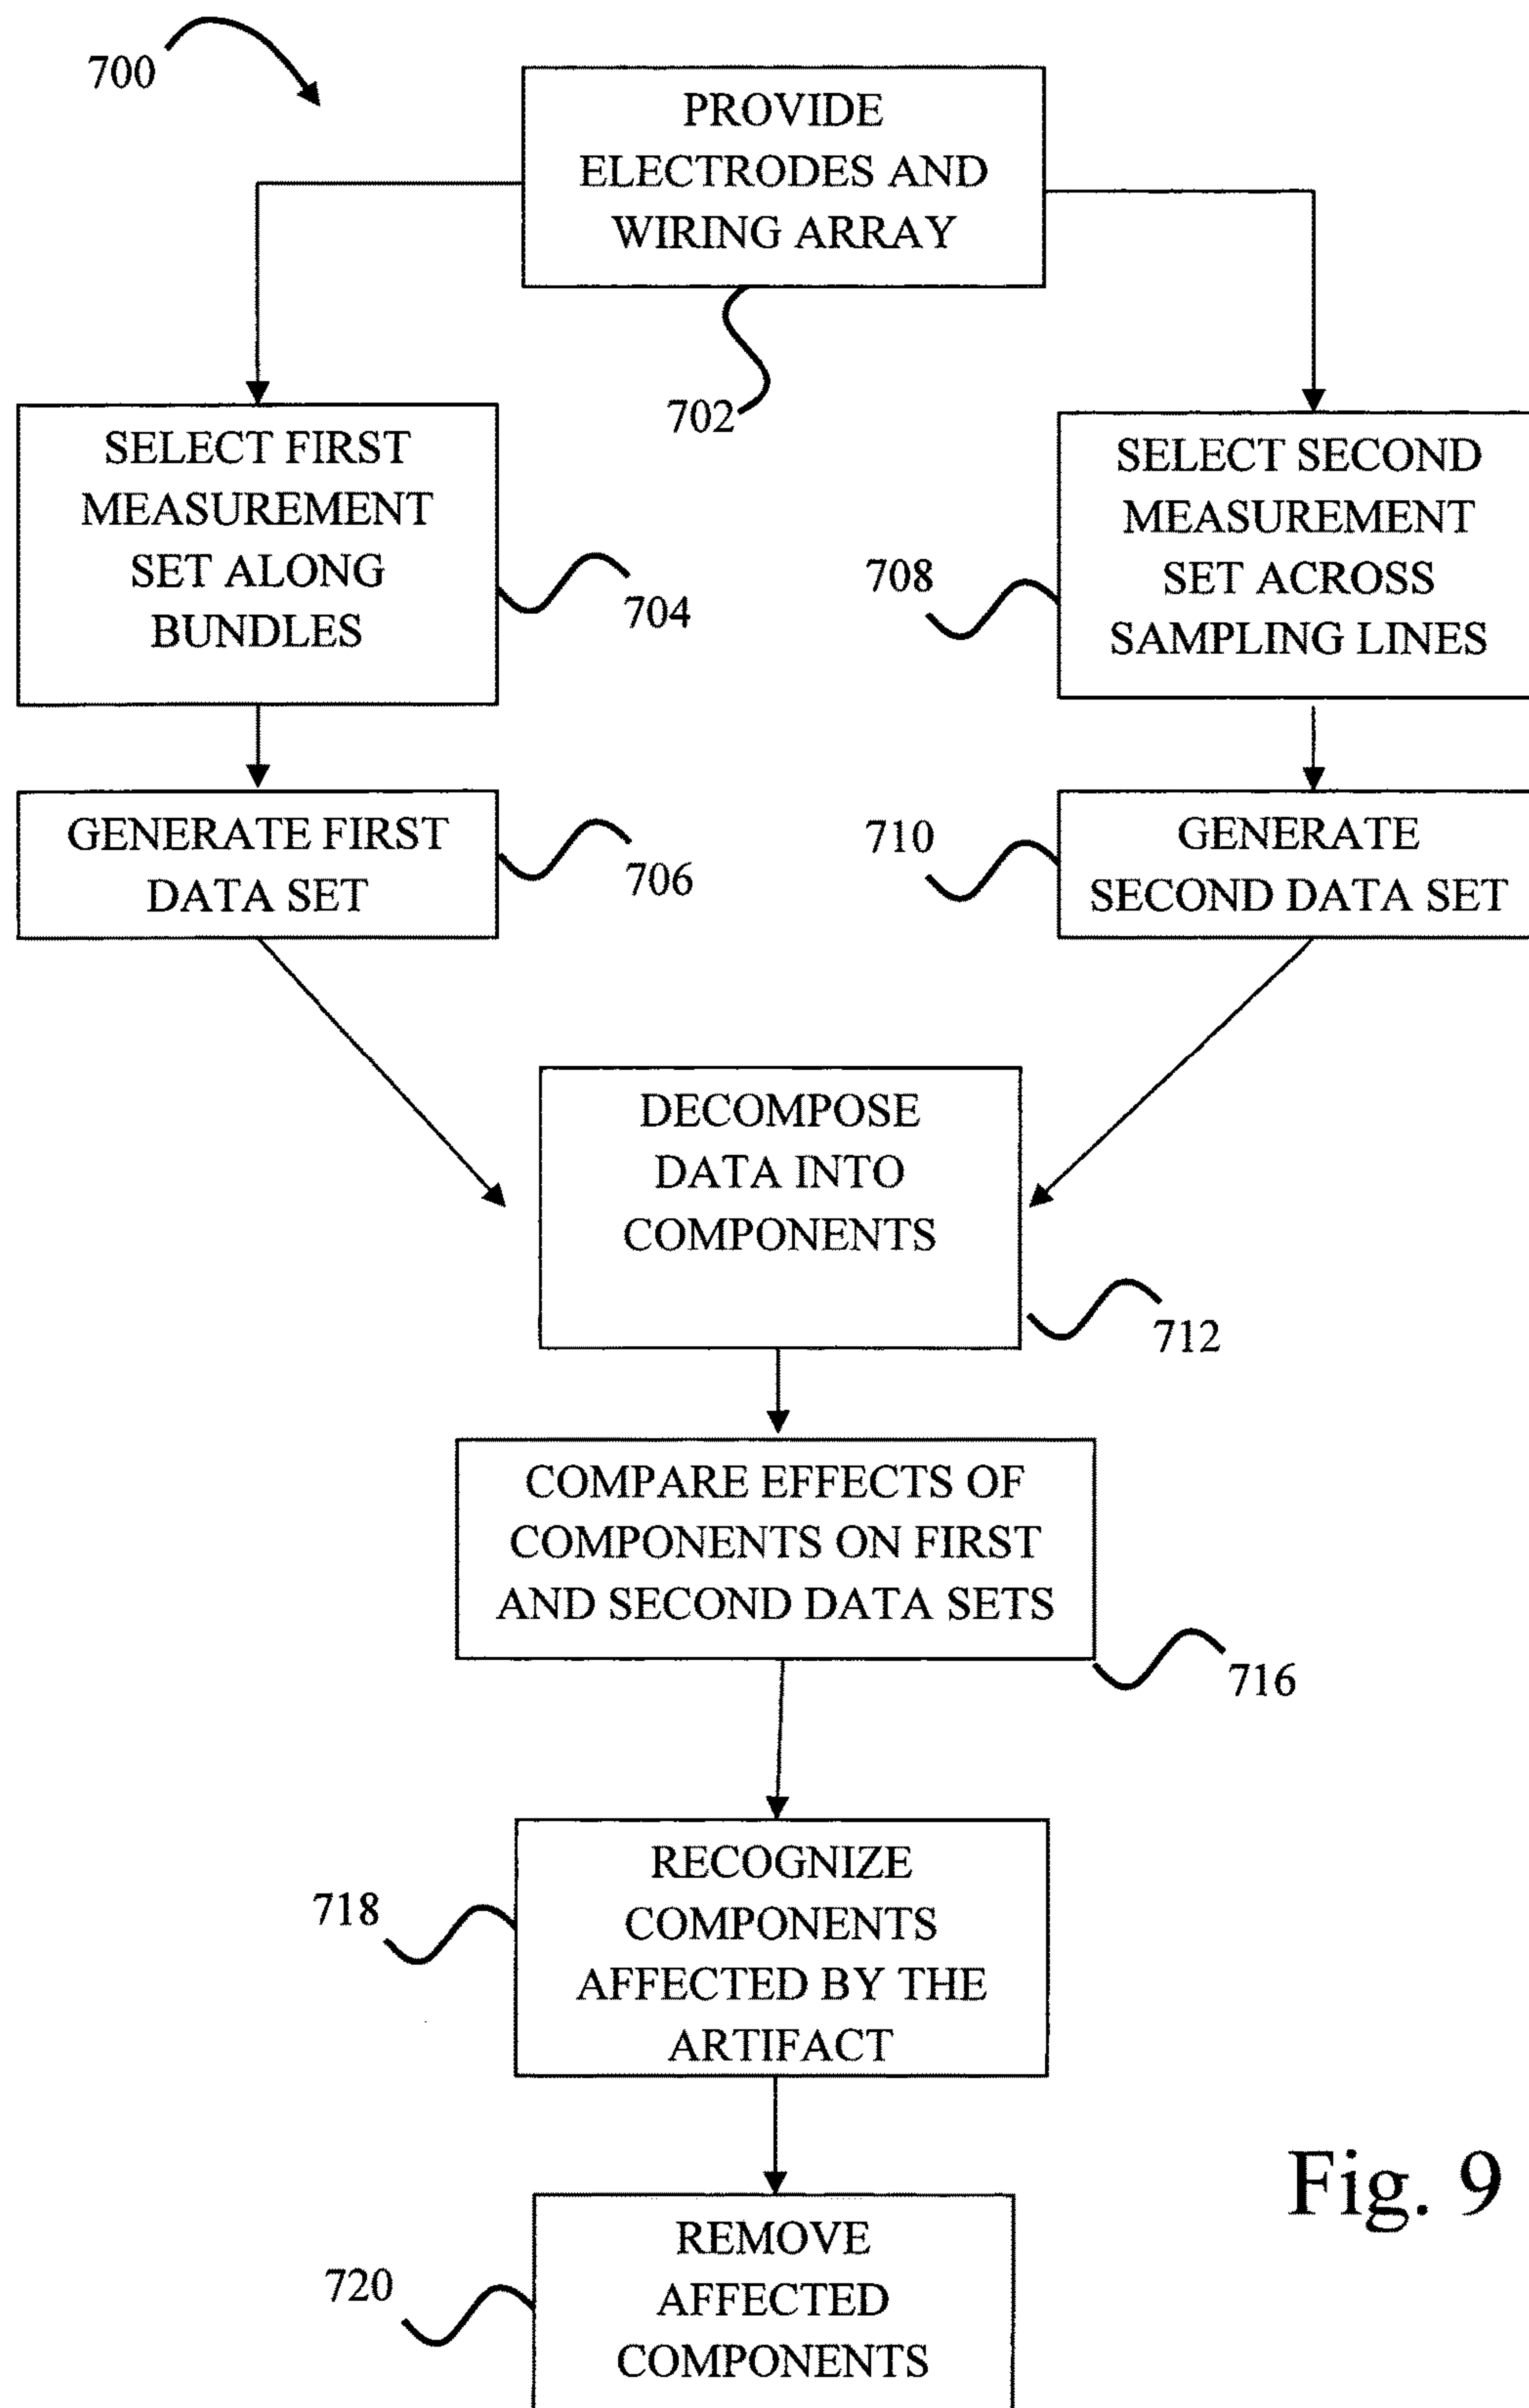 700
PROVIDE
ELECTRODES AND
WIRING ARRAY
702
SELECT FIRST
MEASUREMENT
SET ALONG
BUNDLES
704
708
SELECT SECOND
MEASUREMENT
SET ACROSS
SAMPLING LINES
GENERATE FIRST
DATA SET
706
710
GENERATE
SECOND DATA SET
DECOMPOSE
DATA INTO
COMPONENTS
712
COMPARE EFFECTS OF
COMPONENTS ON FIRST
AND SECOND DATA SETS
716
718
RECOGNIZE
COMPONENTS
AFFECTED BY THE
ARTIFACT
720
REMOVE
AFFECTED
COMPONENTS
Fig. 9